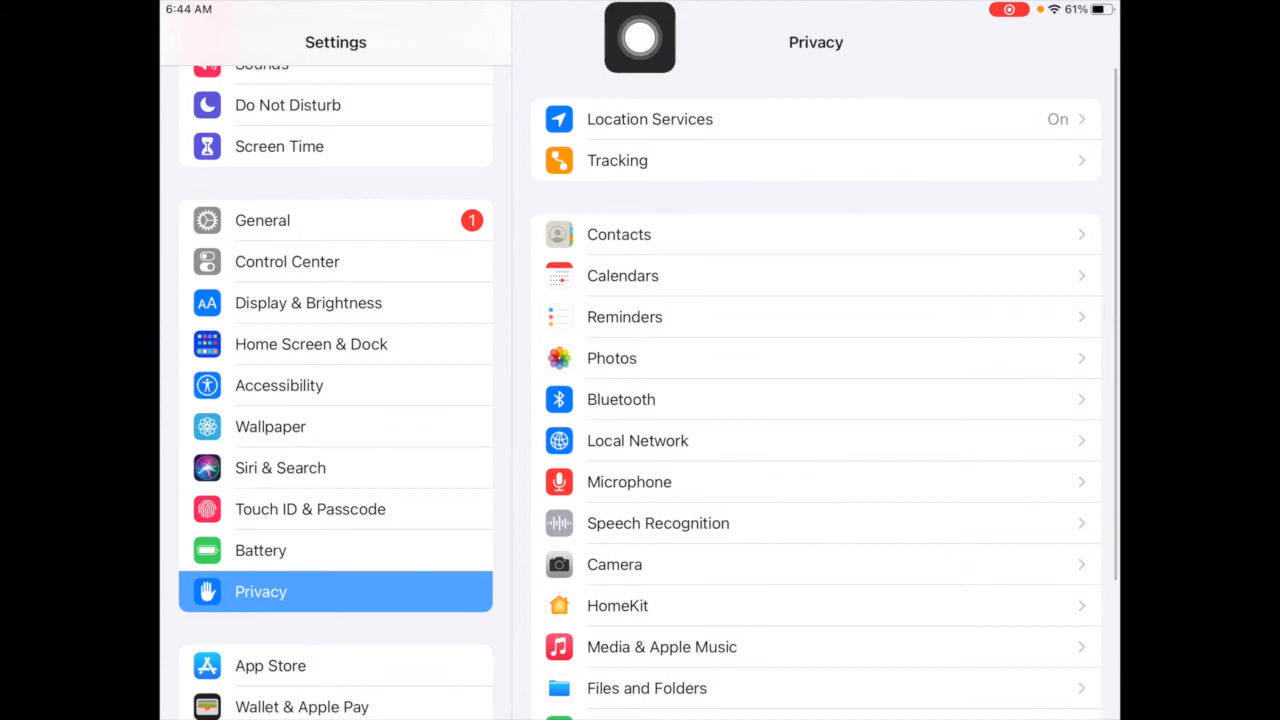 6:44 AM
61%
Settings
Privacy
Sounds
Do Not Disturb
Screen Time
General
1
Control Center
AA
Display & Brightness
Home Screen & Dock
Accessibility
Wallpaper
Siri & Search
Touch ID & Passcode
Battery
Privacy
App Store
Wallet & Apple Pay
Location Services
On
Tracking
Contacts
Calendars
Reminders
Photos
Bluetooth
Local Network
Microphone
Speech Recognition
Camera
HomeKit
Media & Apple Music
Files and Folders